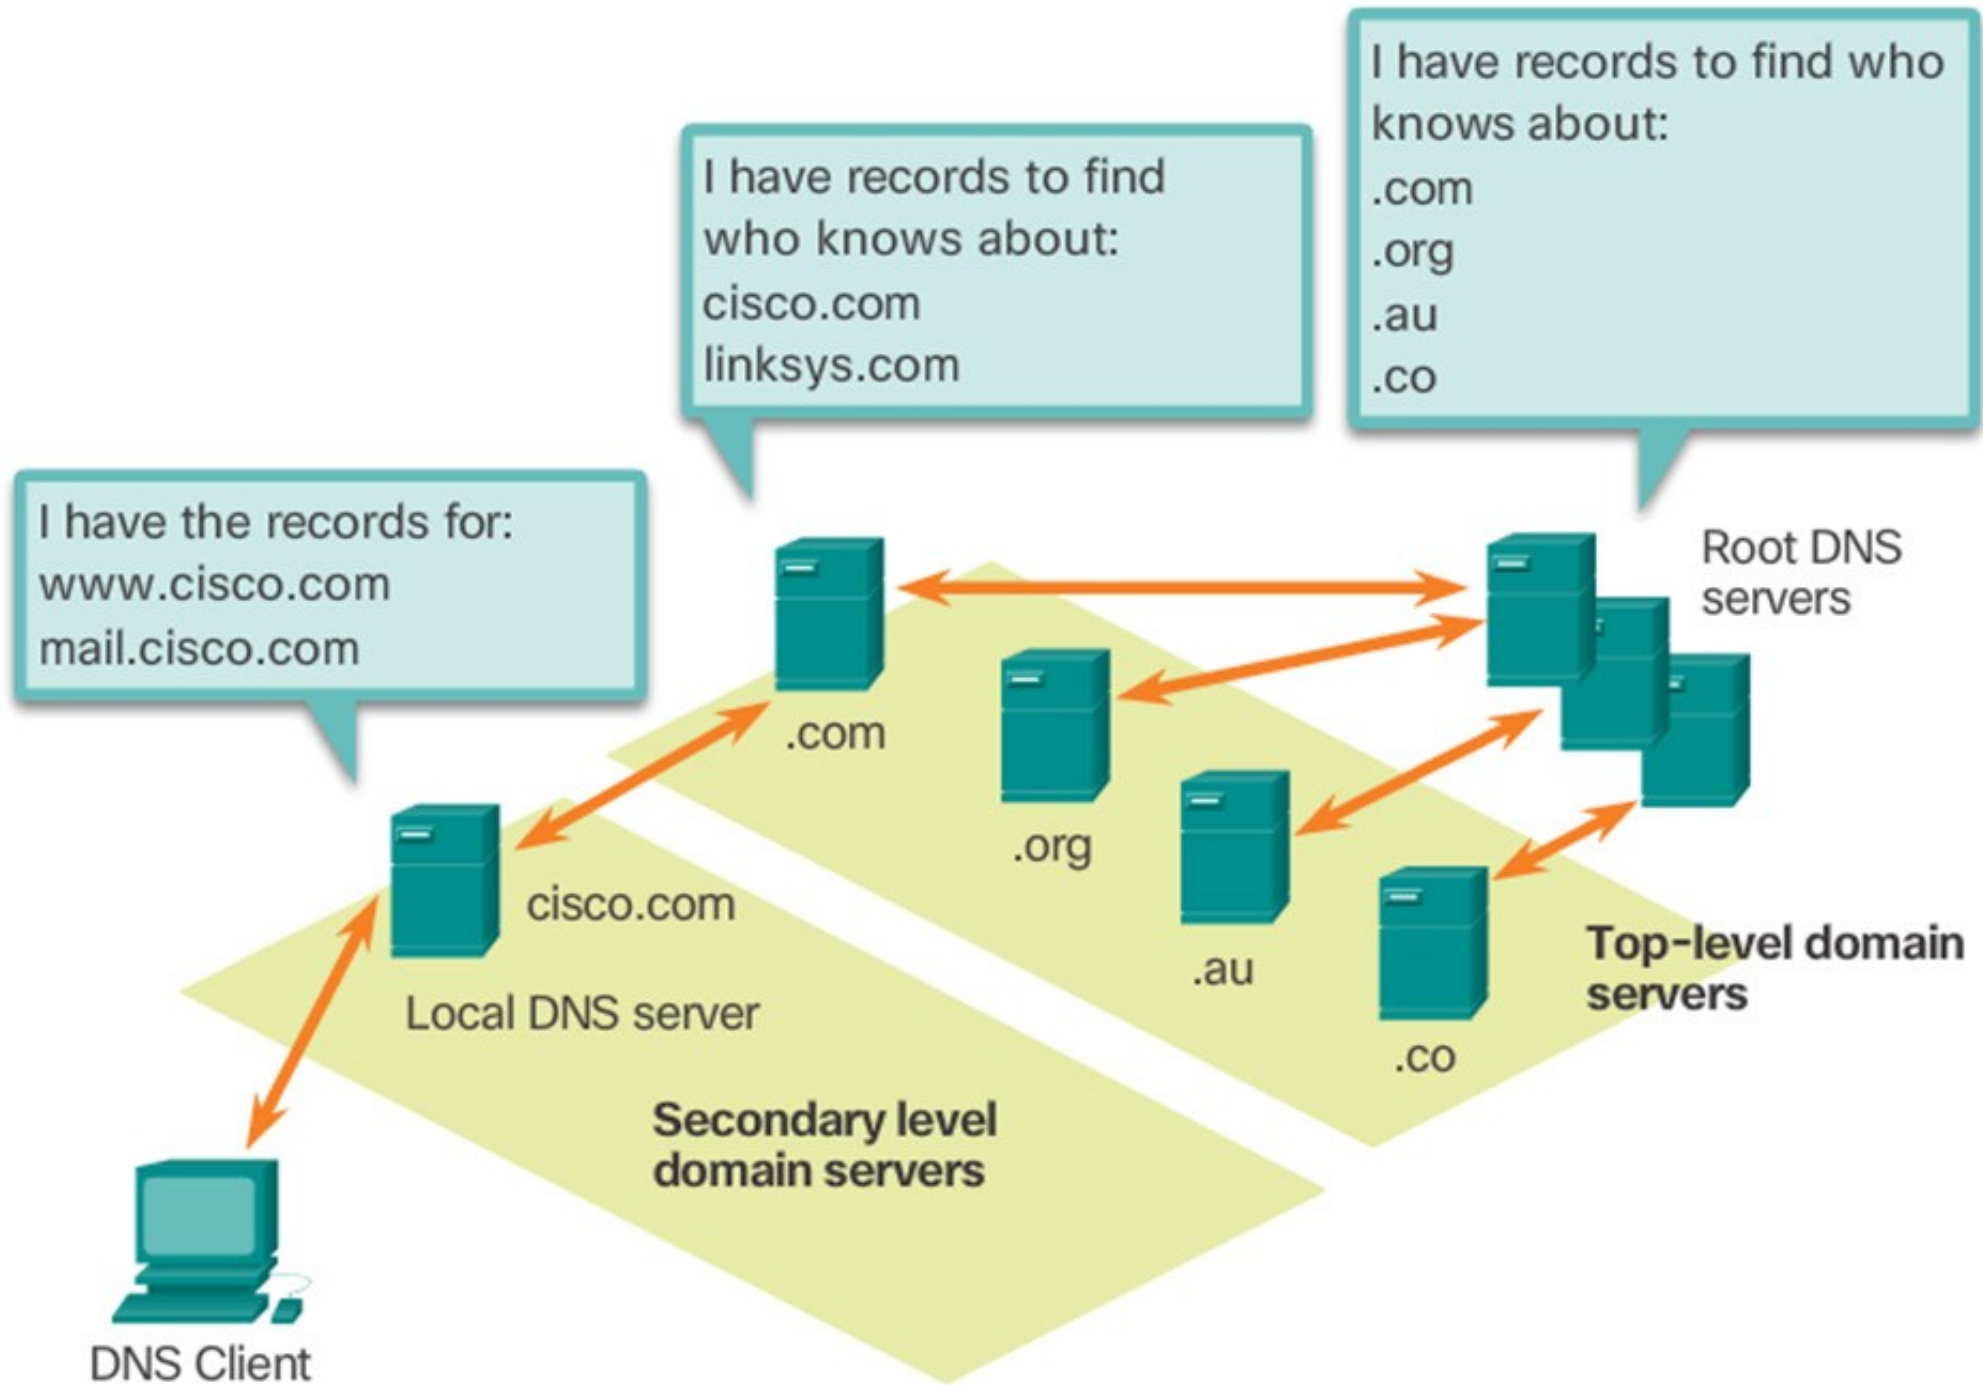 I have records to find who
knows about:
.com
.org
.au
.co
I have records to find
who knows about:
cisco.com
linksys.com
I have the records for:
www.cisco.com
mail.cisco.com
Root DNS
servers
.com
.org
.au
.co
Top-level domain
servers
cisco.com
Local DNS server
Secondary level
domain servers
DNS Client